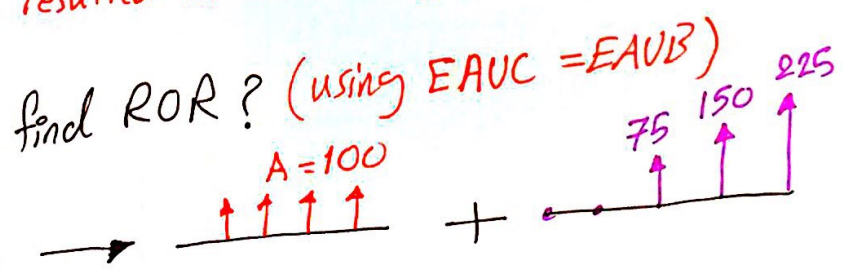 find ROR? (using EAUC =EAUB)
A=100
+
75 150 225